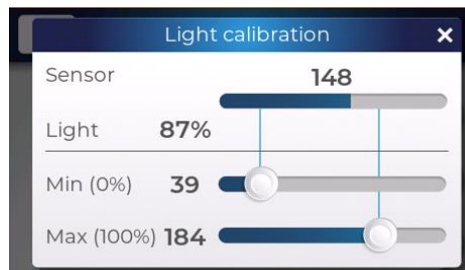 Light calibration ×
Sensor 148
Light 87%
Min (0%) 39
Max (100%) 184